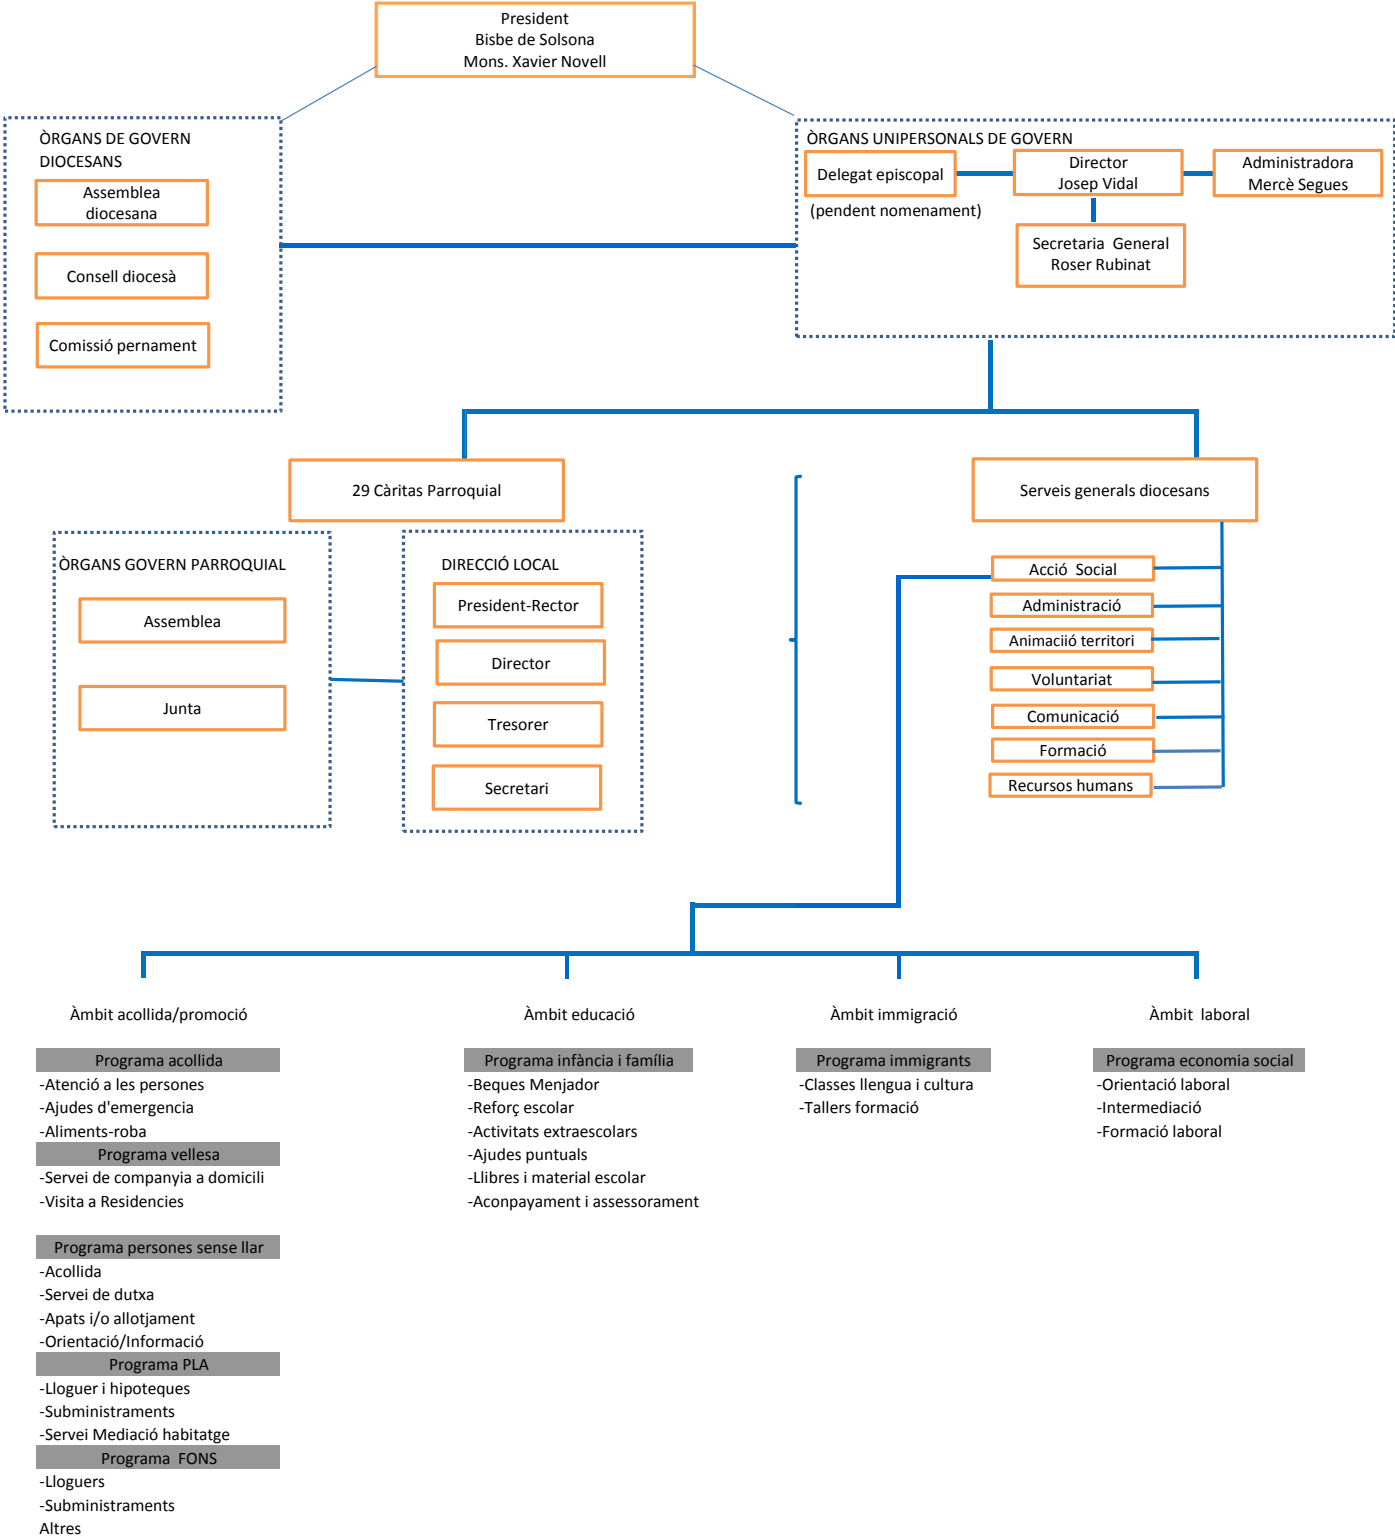 President
Bisbe de Solsona
Mons. Xavier Novell
ÒRGANS DE GOVERN
DIOCESANS
Assemblea
diocesana
Consell diocesà
Comissió pernament
ÒRGANS UNIPERSONALS DE GOVERN
Delegat episcopal
(pendent nomenament)
Director
Josep Vidal
Administradora
Mercè Segues
Secretaria General
Roser Rubinat
29 Càritas Parroquial
Serveis generals diocesans
ÒRGANS GOVERN PARROQUIAL
Assemblea
Junta
DIRECCIÓ LOCAL
President-Rector
Director
Tresorer
Secretari
Acció Social
Administració
Animaciió territori
Voluntariat
Comunicació
Formació
Recursos humans
Àmbit acollida/promoció
Programa acollida
-Atenció a les persones
-Ajudes d'emergencia
-Aliments-roba
Programa vellesa
-Servei de companyia a domicili
-Visita a Residencies
Programa persones sense llar
-Acollida
-Servei de dutxa
-Apats i/o allotjament
-Orientació/Informació
Programa PLA
-Lloguer i hipoteques
-Subministraments
-Servei Mediació habitatge
Programa FONS
-Lloguers
-Subministraments
Altres
Àmbit educació
Programa infància i família
-Beques Menjador
-Reforç escolar
-Activitats extraescolars
-Ajudes puntuals
-Llibres i material escolar
-Aconpayament i assessorament
Àmbit immigració
Programa immigrants
-Classes llengua i cultura
-Tallers formació
Àmbit laboral
Programa economia social
-Orientació laboral
-Intermediació
-Formació laboral